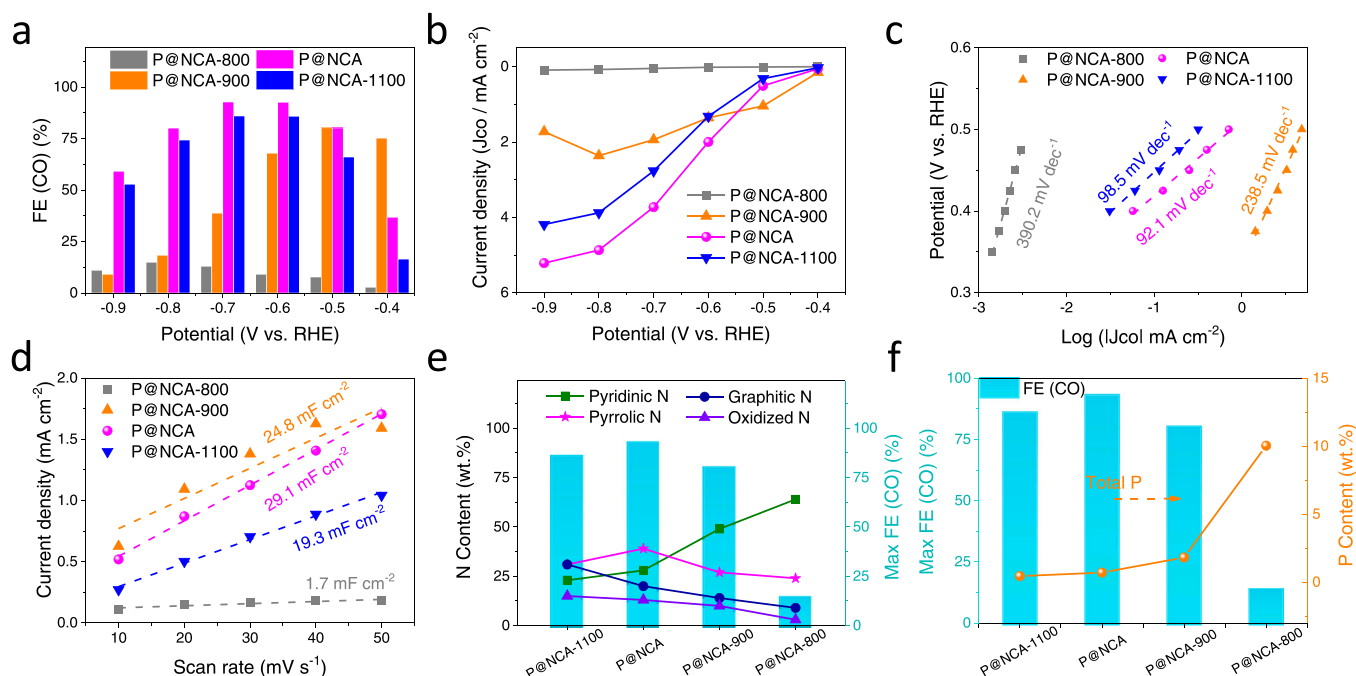 a
P@NCA-800 P@NCA
P@NCA-900 P@NCA-1100
FE (CO) (%)
100
75
50
25
0
-0.9 -0.8 -0.7 -0.6 -0.5 -0.4
Potential (V vs. RHE)
b
Current density (Jco / mA cm-2)
0
2
4
6
P@NCA-800
P@NCA-900
P@NCA
P@NCA-1100
-0.9 -0.8 -0.7 -0.6 -0.5 -0.4
Potential (V vs. RHE)
c
P@NCA-800 P@NCA
P@NCA-900 P@NCA-1100
Potential (V vs. RHE)
0.6
0.5
0.4
0.3
390.2 mV dec-1
98.5 mV dec-1
92.1 mV dec-1
238.5 mV dec-1
-3 -2 -1 0
Log (|Jco| mA cm-2)
d
Current density (mA cm-2)
2.0
1.5
1.0
0.5
0.0
P@NCA-800
P@NCA-900
P@NCA
P@NCA-1100
24.8 mF cm-2
29.1 mF cm-2
19.3 mF cm-2
1.7 mF cm-2
10 20 30 40 50
Scan rate (mV s-1)
e
Pyridinic N Graphitic N
Pyrrolic N Oxidized N
N Content (wt.%)
100
75
50
25
0
Max FE (CO) (%)
100
75
50
25
0
P@NCA-1100 P@NCA P@NCA-900 P@NCA-800
f
FE (CO)
Max FE (CO) (%)
100
75
50
25
0
Total P
P Content (wt.%)
15
10
5
0
P@NCA-1100 P@NCA P@NCA-900 P@NCA-800